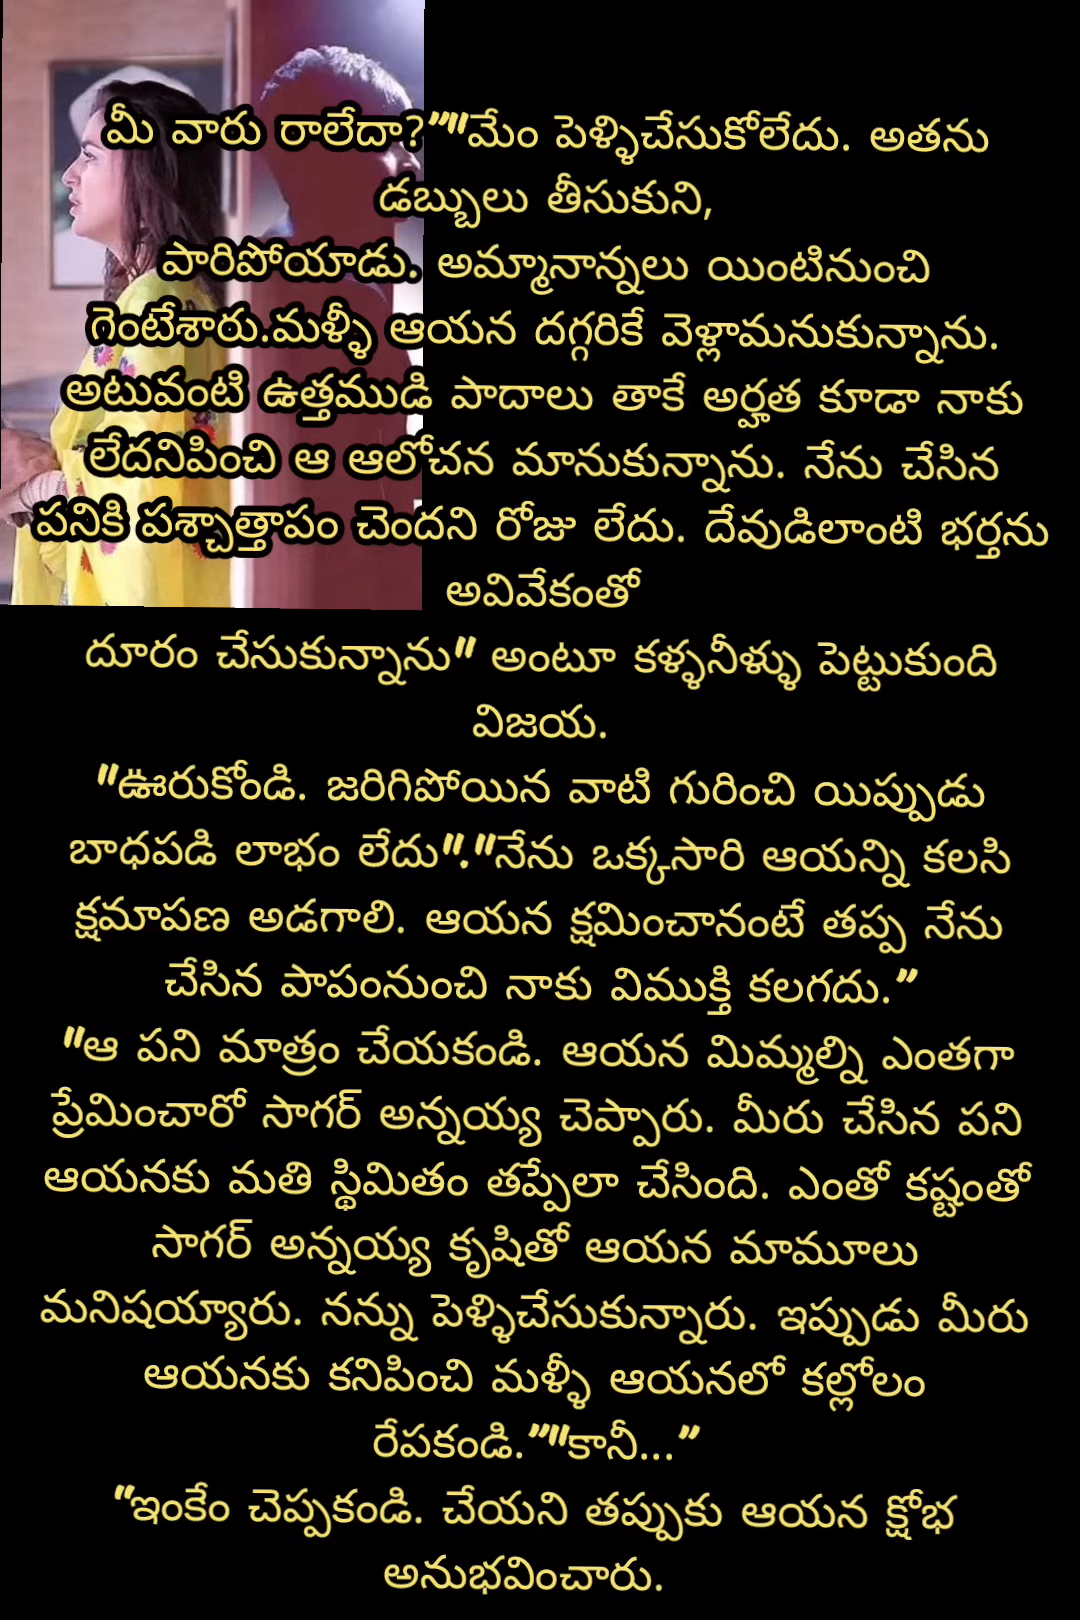 మీ వారు రాలేదా?""మేం పెళ్ళిచేసుకోలేదు. అతను
డబ్బులు తీసుకుని,
పారిపోయాడు. అమ్మానాన్నలు యింటినుంచి
గెంటేశారు.మళ్ళీ ఆయన దగ్గరికే వెళ్లామనుకున్నాను.
అటువంటి ఉత్తముడి పాదాలు తాకే అర్హత కూడా నాకు
లేదనిపించి ఆ ఆలోచన మానుకున్నాను. నేను చేసిన
పనికి పశ్చాత్తాపం చెందని రోజు లేదు. దేవుడిలాంటి భర్తను
అవివేకంతో
దూరం చేసుకున్నాను" అంటూ కళ్ళనీళ్ళు పెట్టుకుంది
విజయ.
"ఊరుకోండి. జరిగిపోయిన వాటి గురించి యిప్పుడు
బాధపడి లాభం లేదు"."నేను ఒక్కసారి ఆయన్ని కలసి
క్షమాపణ అడగాలి. ఆయన క్షమించానంటే తప్ప నేను
చేసిన పాపంనుంచి నాకు విముక్తి కలగదు."
"ఆ పని మాత్రం చేయకండి. ఆయన మిమ్మల్ని ఎంతగా
ప్రేమించారో సాగర్ అన్నయ్య చెప్పారు. మీరు చేసిన పని
ఆయనకు మతి స్థిమితం తప్పేలా చేసింది. ఎంతో కష్టంతో
సాగర్ అన్నయ్య కృషితో ఆయన మామూలు
మనిషయ్యారు. నన్ను పెళ్ళిచేసుకున్నారు. ఇప్పుడు మీరు
ఆయనకు కనిపించి మళ్ళీ ఆయనలో కల్లోలం
రేపకండి.""కానీ..."
"ఇంకేం చెప్పకండి. చేయని తప్పుకు ఆయన క్షోభ
అనుభవించారు.